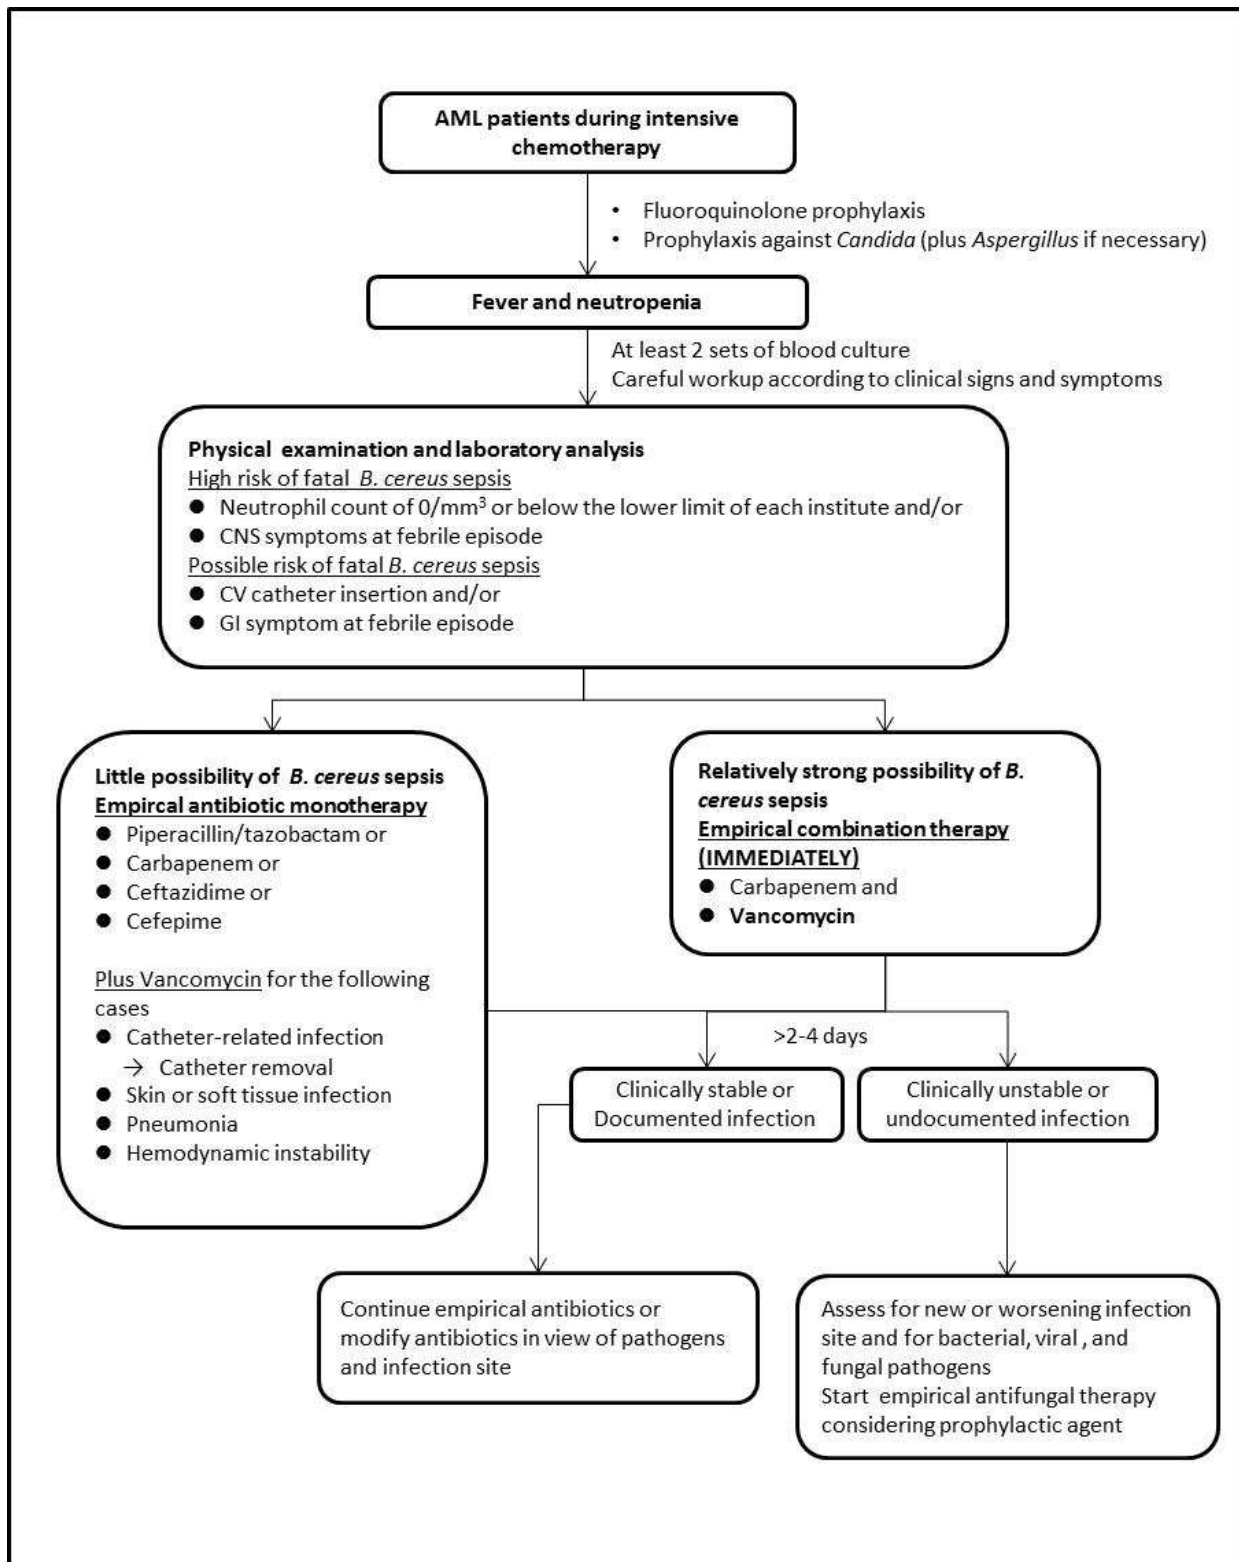 AML patients during intensive
chemotherapy
• Fluoroquinolone prophylaxis
• Prophylaxis against Candida (plus Aspergillus if necessary)
Fever and neutropenia
At least 2 sets of blood culture
Careful workup according to clinical signs and symptoms
Physical examination and laboratory analysis
High risk of fatal B. cereus sepsis
● Neutrophil count of 0/mm³ or below the lower limit of each institute and/or
● CNS symptoms at febrile episode
Possible risk of fatal B. cereus sepsis
● CV catheter insertion and/or
● GI symptom at febrile episode
Little possibility of B. cereus sepsis
Empircal antibiotic monotherapy
● Piperacillin/tazobactam or
● Carbapenem or
● Ceftazidime or
● Cefepime
Plus Vancomycin for the following
cases
● Catheter-related infection
→ Catheter removal
● Skin or soft tissue infection
● Pneumonia
● Hemodynamic instability
Relatively strong possibility of B.
cereus sepsis
Empirical combination therapy
(IMMEDIATELY)
● Carbapenem and
● Vancomycin
>2-4 days
Clinically stable or
Documented infection
Clinically unstable or
undocumented infection
Continue empirical antibiotics or
modify antibiotics in view of pathogens
and infection site
Assess for new or worsening infection
site and for bacterial, viral , and
fungal pathogens
Start empirical antifungal therapy
considering prophylactic agent